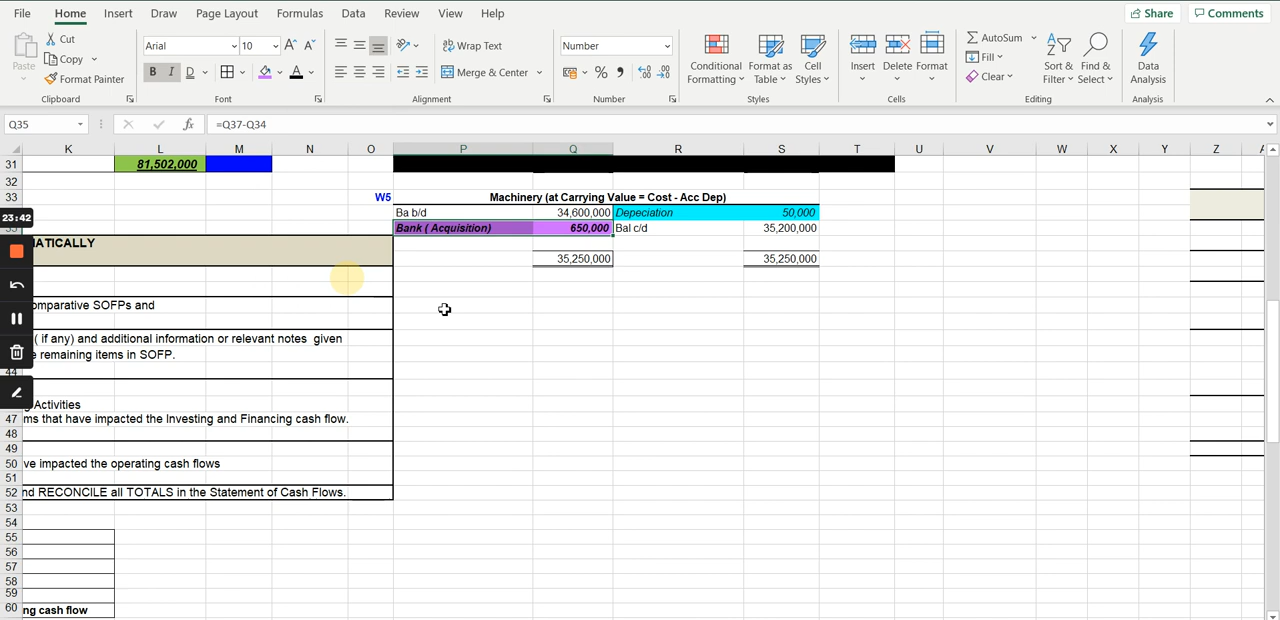 File Home Insert Draw Page Layout Formulas Data Review View Help Share Comments
Paste Cut Copy Format Painter Clipboard
Arial 10 A A B I D A Font
Wrap Text Merge & Center Alignment
Number % Number
Conditional Formatting Format as Table Cell Styles Styles
Insert Delete Format Cells
AutoSum Fill Clear Sort & Filter Find & Select Editing
Data Analysis Analysis
Q35 fx =Q37-Q34
K L M N O P Q R S T U V W X Y Z
31 81,502,000
32
33 W5 Machinery (at Carrying Value = Cost - Acc Dep)
Ba b/d 34,600,000 Depeciation 50,000
23:42
Bank ( Acquisition) 650,000 Bal c/d 35,200,000
MATICALLY
35,250,000 35,250,000
omparative SOFPs and
( if any) and additional information or relevant notes given
e remaining items in SOFP.
44
g Activities
47 ms that have impacted the Investing and Financing cash flow.
48
49
50 ve impacted the operating cash flows
51
52 nd RECONCILE all TOTALS in the Statement of Cash Flows.
53
54
55
56
57
58
59
60 ng cash flow